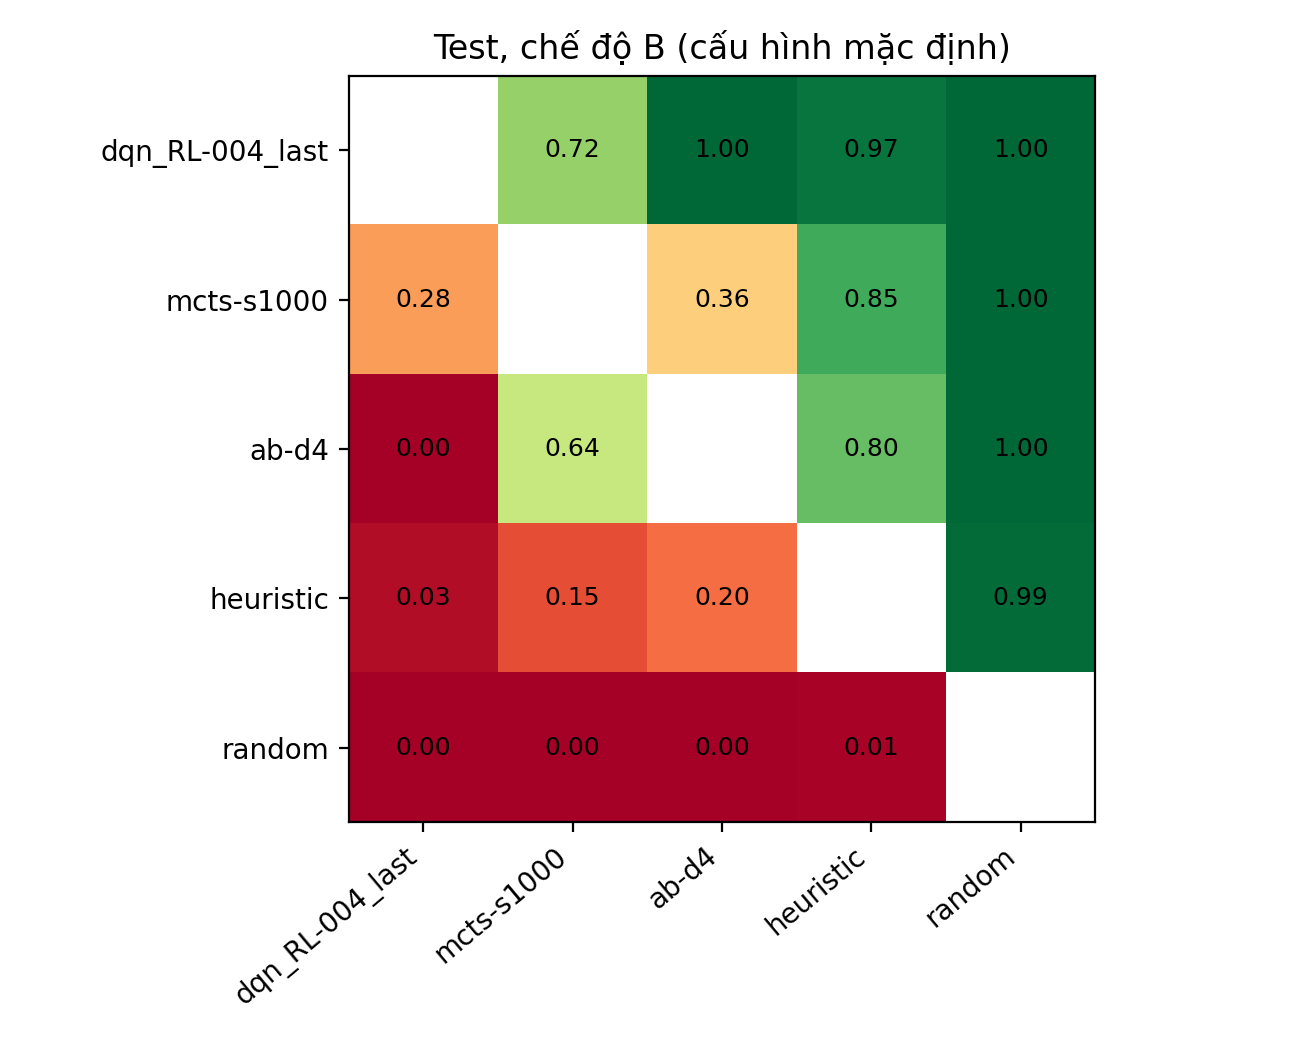 Test, chế độ B (cấu hình mặc định)
dqn_RL-004_last 0.72 1.00 0.97 1.00
mcts-s1000 0.28 0.36 0.85 1.00
ab-d4 0.00 0.64 0.80 1.00
heuristic 0.03 0.15 0.20 0.99
random 0.00 0.00 0.00 0.01
dqn_RL-004_last
mcts-s1000
ab-d4
heuristic
random